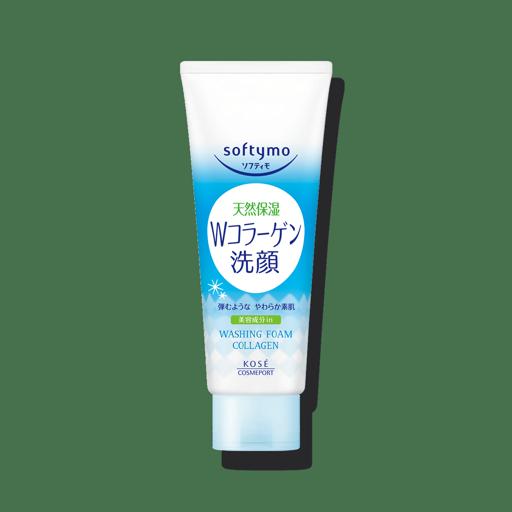 softymo
ソフティモ
天然保湿
Wコラーゲン
洗顔
弾むような やわらか素肌
美容成分in
WASHING FOAM
COLLAGEN
KOSÉ
COSMEPORT